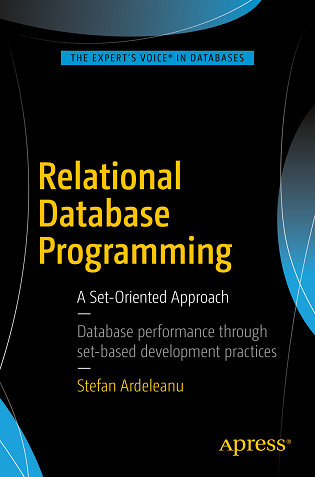 THE EXPERT'S VOICE® IN DATABASES
Relational
Database
Programming
A Set-Oriented Approach
—
Database performance through
set-based development practices
—
Stefan Ardeleanu
Apress®